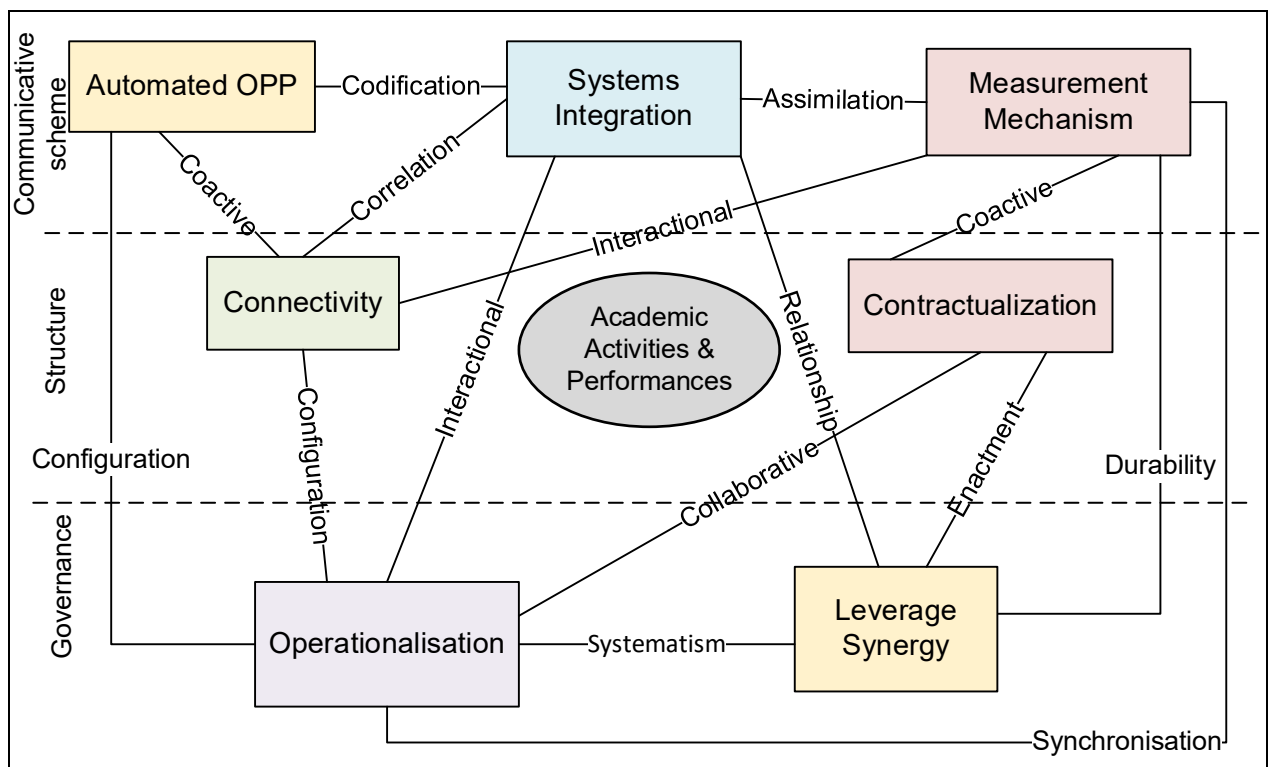 Communicative
scheme
Automated OPP
Codification
Systems
Integration
Assimilation
Measurement
Mechanism
Coactive
Correlation
Interactional
Coactive
Structure
Connectivity
Academic
Activities &
Performances
Relationship
Contractualization
Interactional
Configuration
Configuration
Collaborative
Enactment
Durability
Governance
Operationalisation
Systematism
Leverage
Synergy
Synchronisation